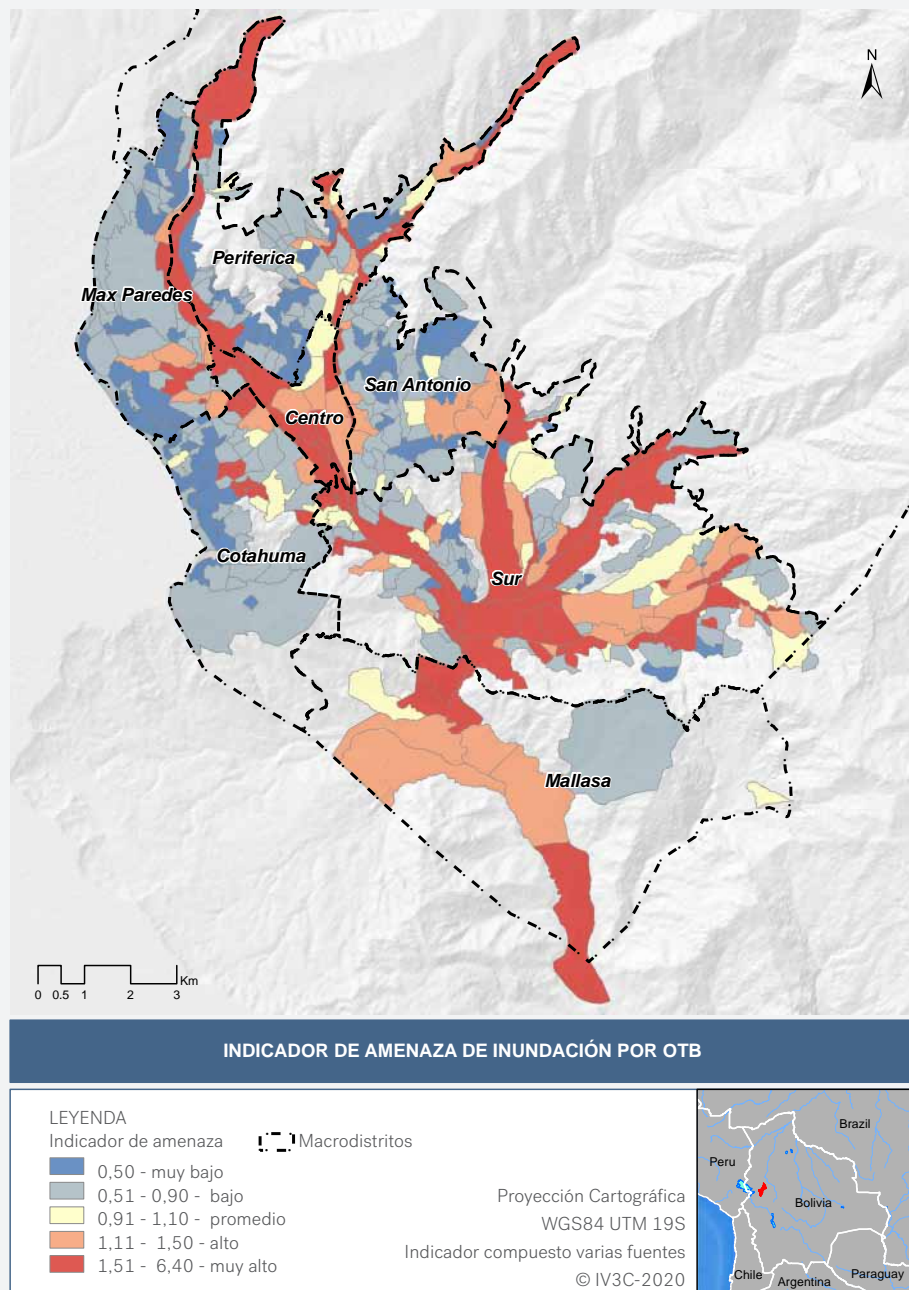 N
Periferica
Max Paredes
San Antonio
Centro
Cotahuma
Sur
Mallasa
Km
0 0.5 1 2 3
INDICADOR DE AMENAZA DE INUNDACIÓN POR OTB
LEYENDA
Indicador de amenaza
Macrodistritos
0,50 - muy bajo
0,51 - 0,90 - bajo
0,91 - 1,10 - promedio
1,11 - 1,50 - alto
1,51 - 6,40 - muy alto
Proyección Cartográfica
WGS84 UTM 19S
Indicador compuesto varias fuentes
© IV3C-2020
Brazil
Peru
Bolivia
Chile
Argentina
Paraguay